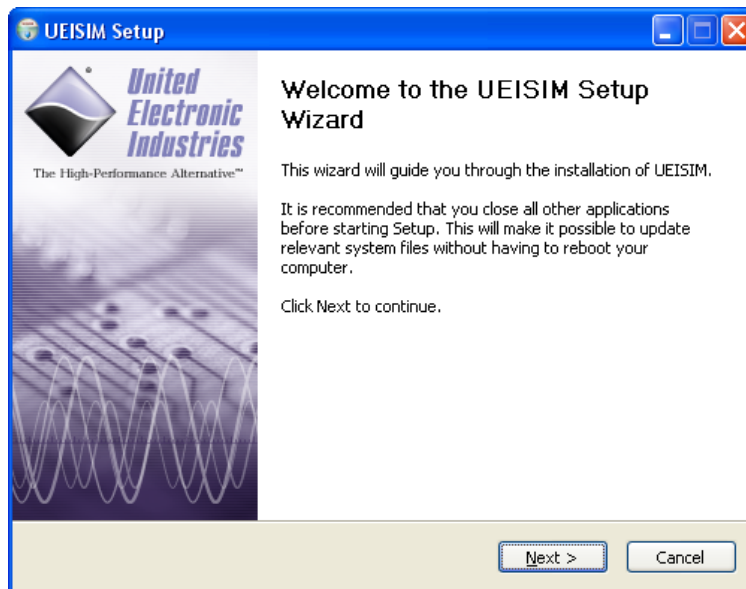 UEISIM Setup
United
Electronic
Industries
The High-Performance Alternative™
Welcome to the UEISIM Setup
Wizard
This wizard will guide you through the installation of UEISIM.
It is recommended that you close all other applications
before starting Setup. This will make it possible to update
relevant system files without having to reboot your
computer.
Click Next to continue.
Next >
Cancel